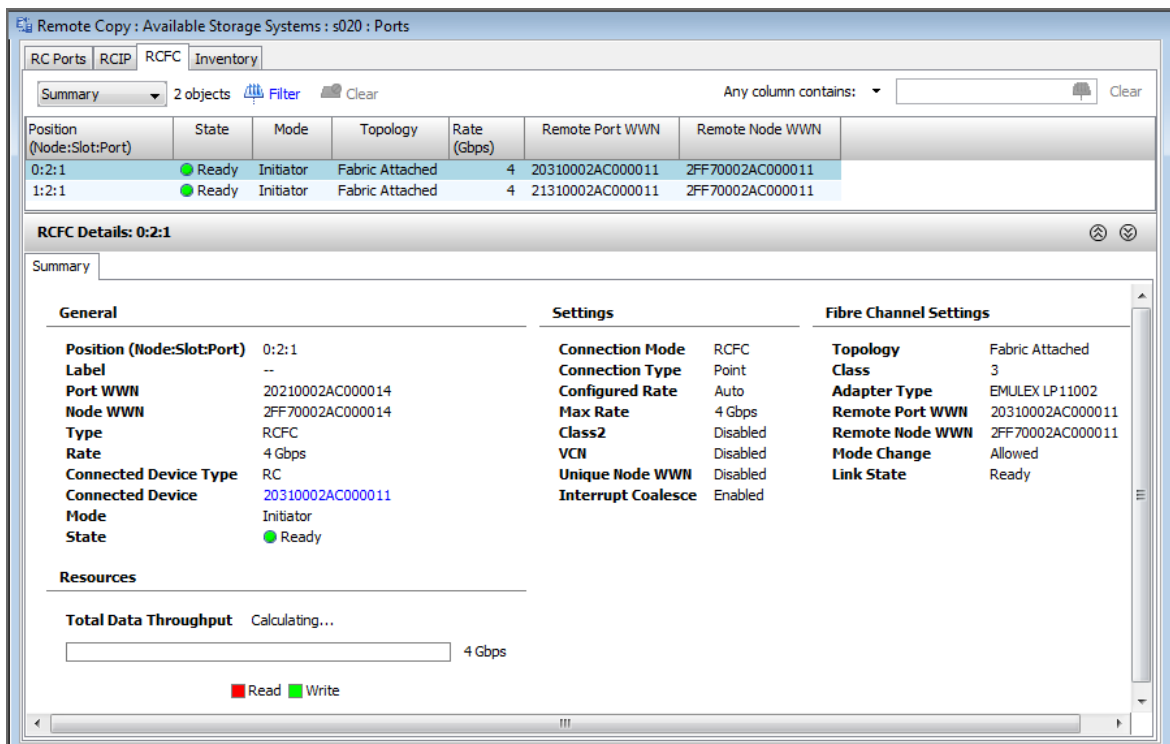 Remote Copy : Available Storage Systems : s020 : Ports
RC Ports RCIP RCFC Inventory
Summary 2 objects Filter Clear Any column contains: Clear
Position (Node:Slot:Port) State Mode Topology Rate (Gbps) Remote Port WWN Remote Node WWN
0:2:1 Ready Initiator Fabric Attached 4 20310002AC000011 2FF70002AC000011
1:2:1 Ready Initiator Fabric Attached 4 21310002AC000011 2FF70002AC000011
RCFC Details: 0:2:1
Summary
General
Position (Node:Slot:Port) 0:2:1
Label --
Port WWN 20210002AC000014
Node WWN 2FF70002AC000014
Type RCFC
Rate 4 Gbps
Connected Device Type RC
Connected Device 20310002AC000011
Mode Initiator
State Ready
Resources
Total Data Throughput Calculating...
4 Gbps
Read Write
Settings
Connection Mode RCFC
Connection Type Point
Configured Rate Auto
Max Rate 4 Gbps
Class2 Disabled
VCN Disabled
Unique Node WWN Disabled
Interrupt Coalesce Enabled
Fibre Channel Settings
Topology Fabric Attached
Class 3
Adapter Type EMULEX LP11002
Remote Port WWN 20310002AC000011
Remote Node WWN 2FF70002AC000011
Mode Change Allowed
Link State Ready